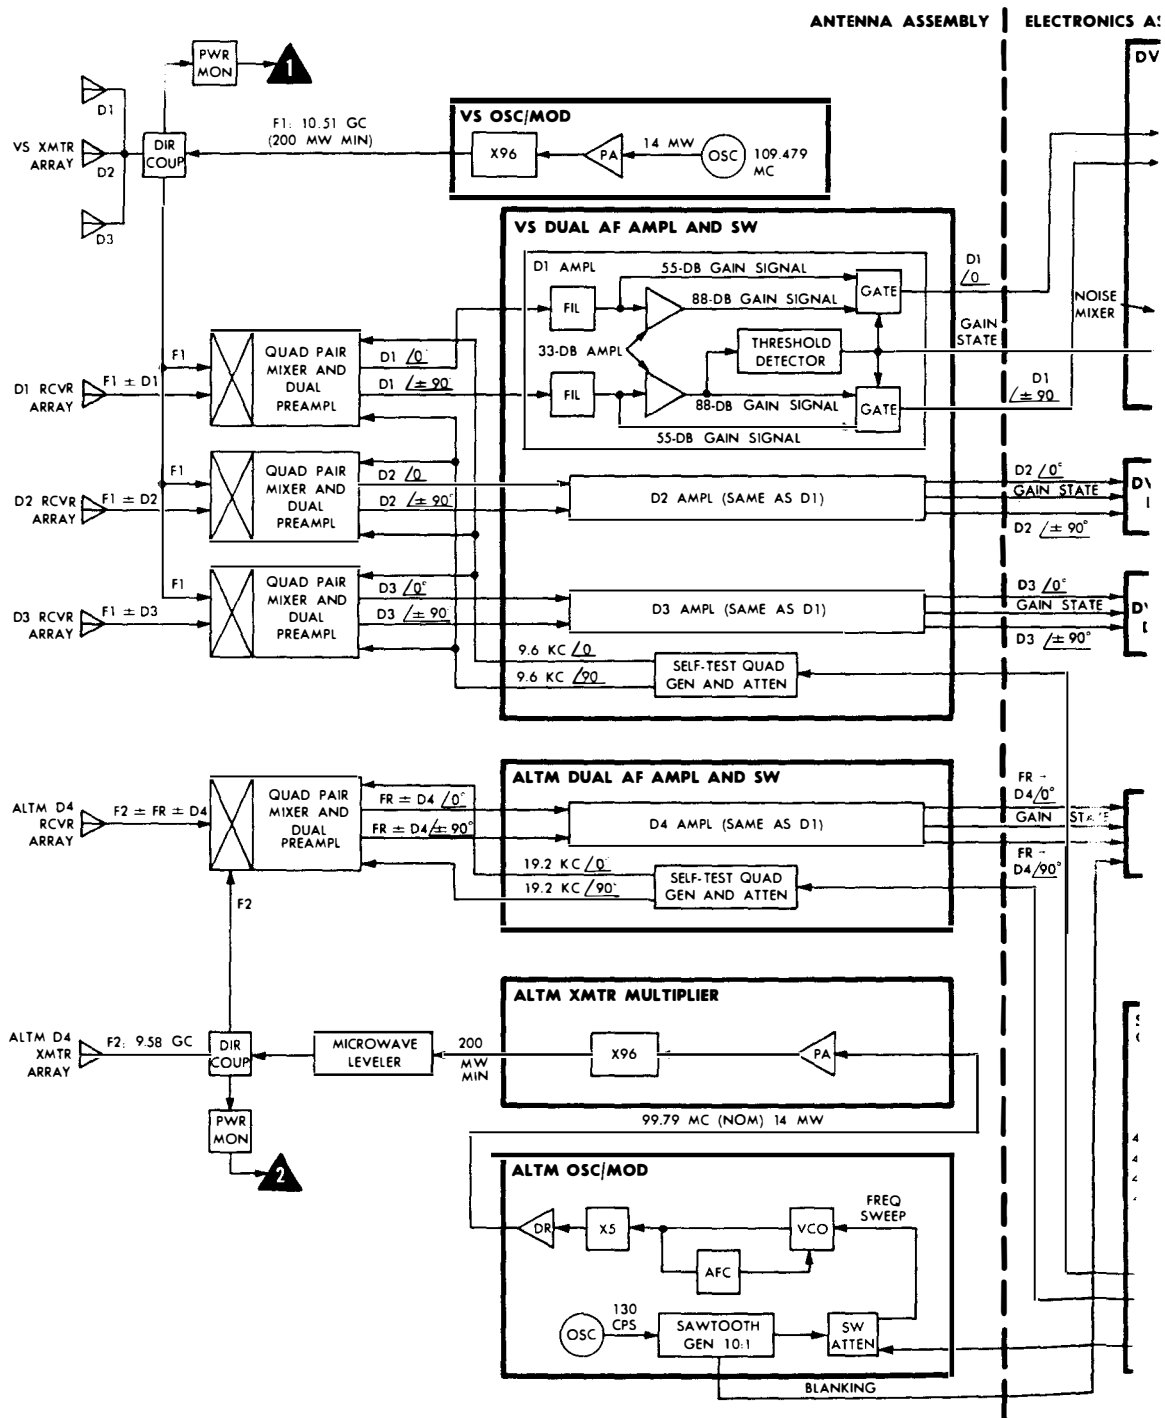 ANTENNA ASSEMBLY
ELECTRONICS
DV
PWR
MON
1
D1
VS XMTR
ARRAY
D2
D3
DIR
COUP
F1: 10.51 GC
(200 MW MIN)
VS OSC/MOD
X96
PA
14 MW
OSC
109.479
MC
VS DUAL AF AMPL AND SW
D1 AMPL
55-DB GAIN SIGNAL
FIL
88-DB GAIN SIGNAL
GATE
33-DB AMPL
THRESHOLD
DETECTOR
FIL
88-DB GAIN SIGNAL
GATE
55-DB GAIN SIGNAL
D1
/0
NOISE
MIXER
GAIN
STATE
D1
/± 90
F1
D1 RCVR
ARRAY
F1 ± D1
QUAD PAIR
MIXER AND
DUAL
PREAMPL
D1 /0°
D1 /± 90°
F1
D2 RCVR
ARRAY
F1 ± D2
QUAD PAIR
MIXER AND
DUAL
PREAMPL
D2 /0
D2 /± 90°
D2 AMPL (SAME AS D1)
D2 /0°
GAIN STATE
D2 /± 90°
DV
F1
D3 RCVR
ARRAY
F1 ± D3
QUAD PAIR
MIXER AND
DUAL
PREAMPL
D3 /0°
D3 /± 90
D3 AMPL (SAME AS D1)
D3 /0°
GAIN STATE
D3 /± 90°
9.6 KC /0
9.6 KC /90
SELF-TEST QUAD
GEN AND ATTEN
ALTM DUAL AF AMPL AND SW
ALTM D4
RCVR
ARRAY
F2 ± FR ± D4
QUAD PAIR
MIXER AND
DUAL
PREAMPL
FR ± D4 /0°
FR ± D4/± 90°
D4 AMPL (SAME AS D1)
FR -
D4/0°
GAIN STATE
FR -
D4/90°
19.2 KC /0°
19.2 KC /90°
SELF-TEST QUAD
GEN AND ATTEN
F2
ALTM XMTR MULTIPLIER
ALTM D4
XMTR
ARRAY
F2: 9.58 GC
DIR
COUP
MICROWAVE
LEVELER
200
MW
MIN
X96
PA
PWR
MON
2
99.79 MC (NOM) 14 MW
ALTM OSC/MOD
DR
X5
VCO
FREQ
SWEEP
AFC
OSC
130
CPS
SAWTOOTH
GEN 10:1
SW
ATTEN
BLANKING